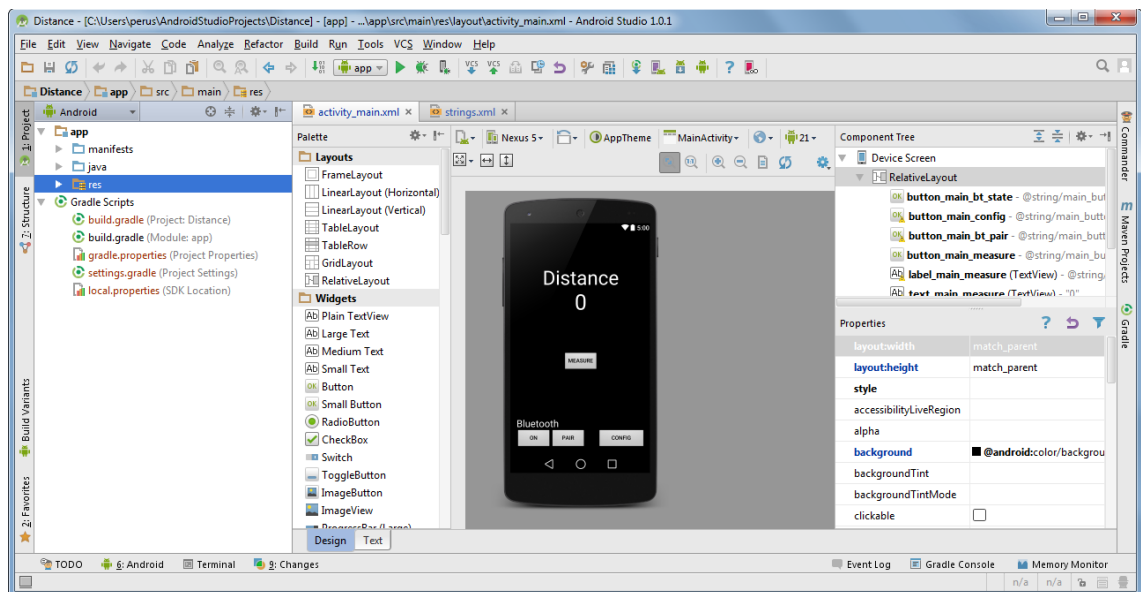 Distance - [C:\Users\perus\AndroidStudioProjects\Distance] - [app] - ...\app\src\main\res\layout\activity_main.xml - Android Studio 1.0.1
File Edit View Navigate Code Analyze Refactor Build Run Tools VCS Window Help
app
VCS VCS
Distance app src main res
1: Project
2: Structure
Build Variants
2: Favorites
Android
app
manifests
java
res
Gradle Scripts
build.gradle (Project: Distance)
build.gradle (Module: app)
gradle.properties (Project Properties)
settings.gradle (Project Settings)
local.properties (SDK Location)
activity_main.xml strings.xml
Palette
Layouts
FrameLayout
LinearLayout (Horizontal)
LinearLayout (Vertical)
TableLayout
TableRow
GridLayout
RelativeLayout
Widgets
Plain TextView
Large Text
Medium Text
Small Text
Button
Small Button
RadioButton
CheckBox
Switch
ToggleButton
ImageButton
ImageView
ProgressBar (Large)
Design Text
Nexus 5 AppTheme MainActivity 21
5:00
Distance
0
MEASURE
Bluetooth
ON PAIR CONFIG
Component Tree
Device Screen
RelativeLayout
button_main_bt_state - @string/main_but
button_main_config - @string/main_butt
button_main_bt_pair - @string/main_butt
button_main_measure - @string/main_bu
label_main_measure (TextView) - @string/
text_main_measure (TextView) - "0"
Properties
layout:width match_parent
layout:height match_parent
style
accessibilityLiveRegion
alpha
background @android:color/backgrou
backgroundTint
backgroundTintMode
clickable
Commander
Maven Projects
Gradle
TODO 6: Android Terminal 9: Changes Event Log Gradle Console Memory Monitor
n/a n/a